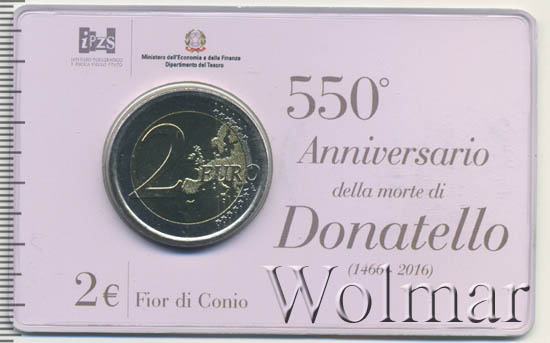 ipzs
ISTITUTO POLIGRAFICO
E ZECCA DELLO STATO
Ministero dell'Economia e delle Finanze
Dipartimento del Tesoro
550°
Anniversario
della morte di
Donatello
(1466 - 2016)
2 EURO
2€ Fior di Conio
Wolmar